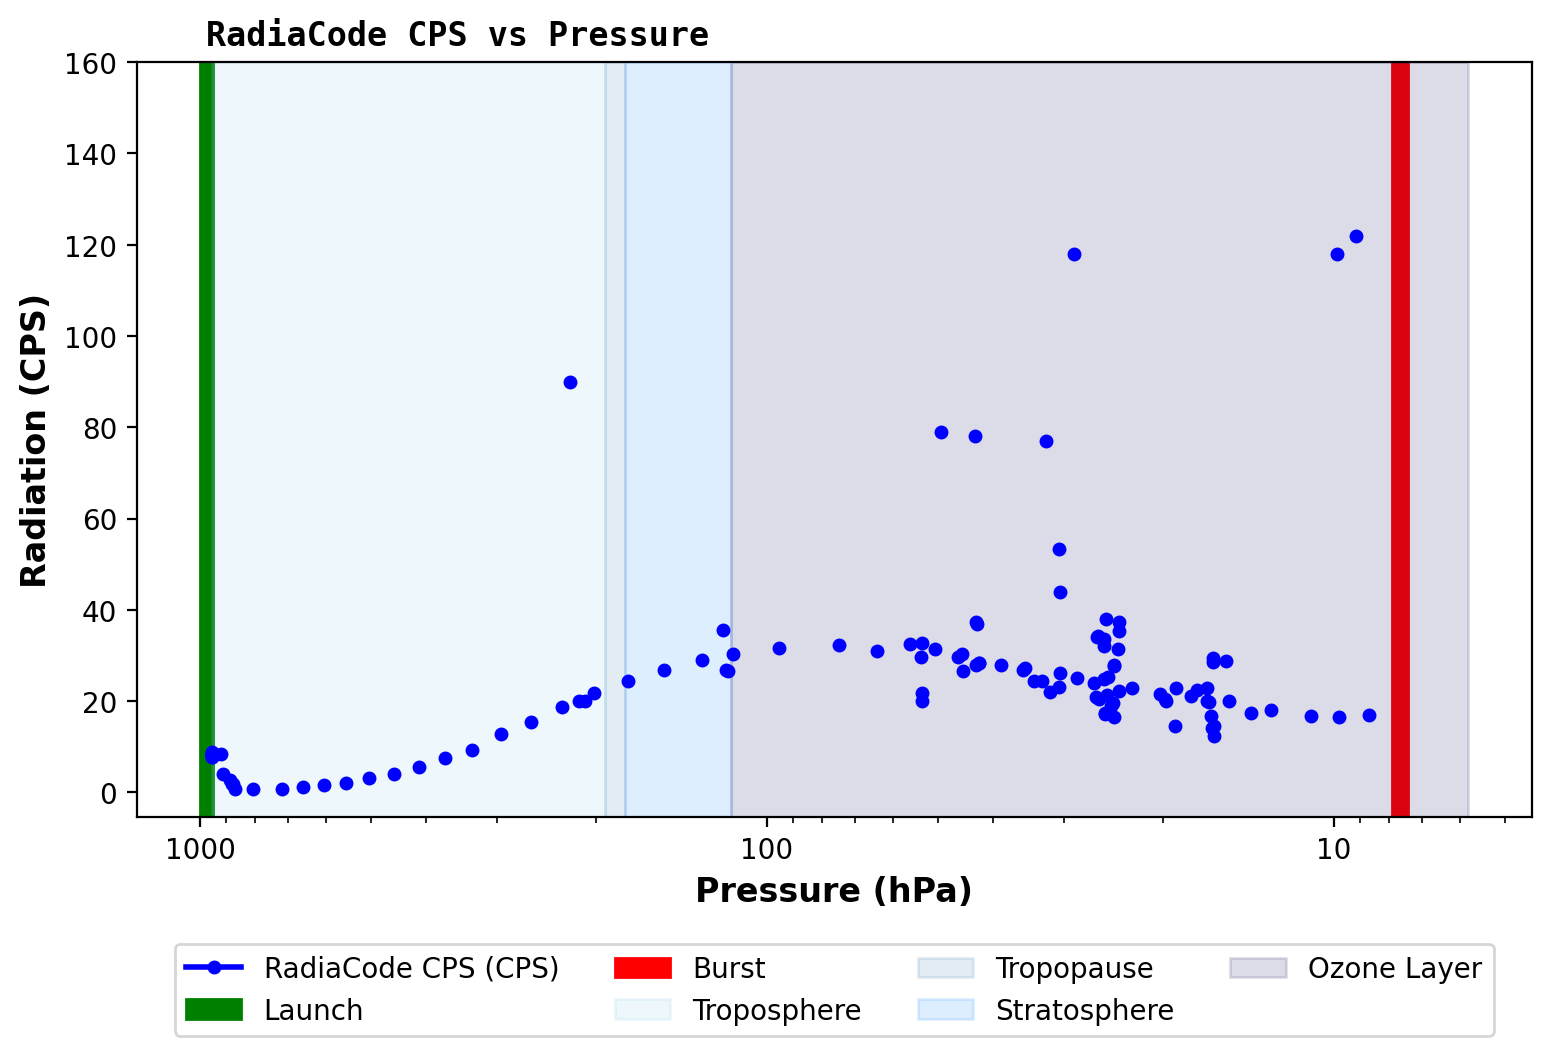 RadiaCode CPS vs Pressure
160
140
120
100
80
60
40
20
0
Radiation (CPS)
1000 100 10
Pressure (hPa)
RadiaCode CPS (CPS) Burst Tropopause Ozone Layer
Launch Troposphere Stratosphere